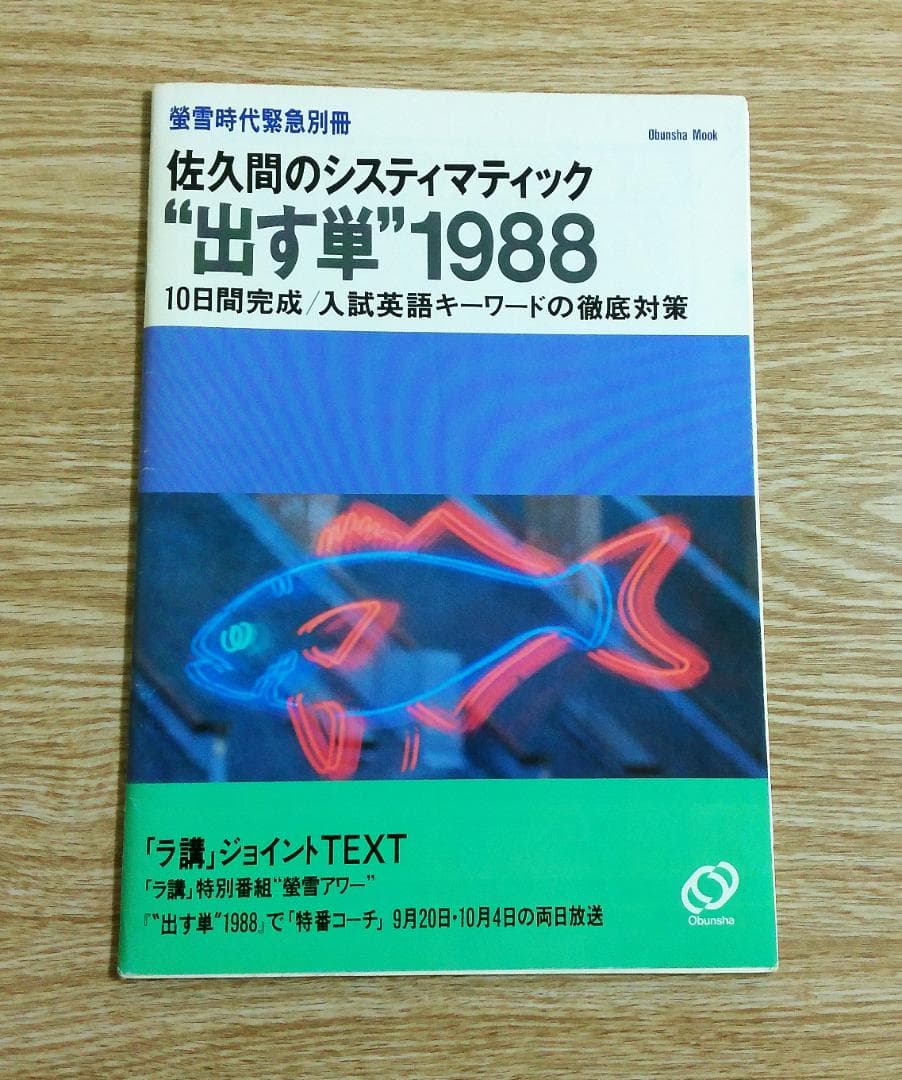 螢雪時代緊急別冊
Obunsha Mook
佐久間のシスティマティック
“出す単”1988
10日間完成/入試英語キーワードの徹底対策
「ラ講」ジョイントTEXT
「ラ講」特別番組“螢雪アワー”
『“出す単”1988』で「特番コーチ」 9月20日・10月4日の両日放送
Obunsha